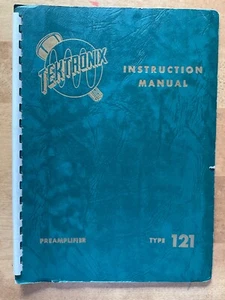 TEKTRONIX
INSTRUCTION
MANUAL
PREAMPLIFIER
TYPE 121